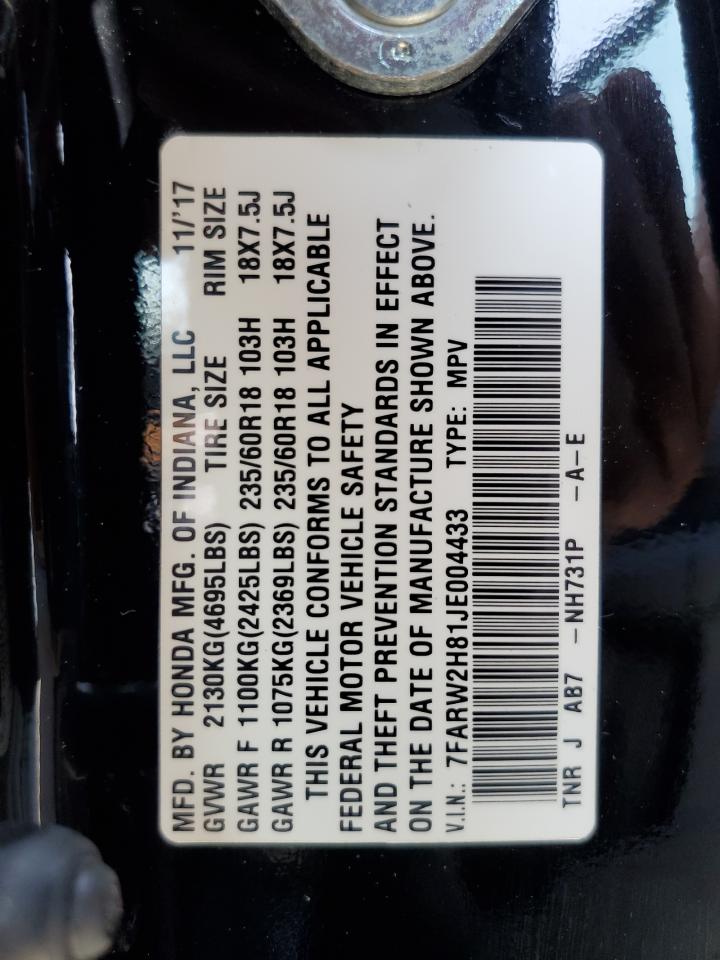 MFD. BY HONDA MFG. OF INDIANA, LLC 11/'17
GVWR 2130KG(4695LBS) TIRE SIZE RIM SIZE
GAWR F 1100KG(2425LBS) 235/60R18 103H 18X7.5J
GAWR R 1075KG(2369LBS) 235/60R18 103H 18X7.5J
THIS VEHICLE CONFORMS TO ALL APPLICABLE
FEDERAL MOTOR VEHICLE SAFETY
AND THEFT PREVENTION STANDARDS IN EFFECT
ON THE DATE OF MANUFACTURE SHOWN ABOVE.
V.I.N.: 7FARW2H81JE004433 TYPE: MPV
TNR J AB7 -NH731P -A-E